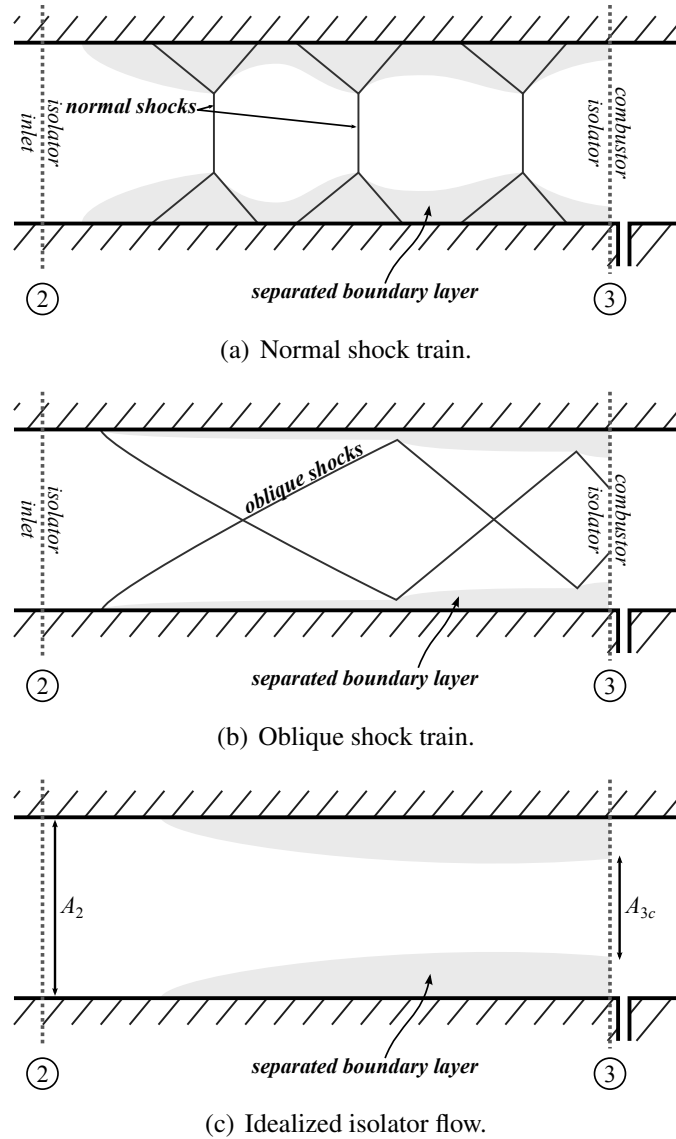 normal shocks
inlet
isolator
isolator
combustor
separated boundary layer
2
3
(a) Normal shock train.
oblique shocks
inlet
isolator
isolator
combustor
separated boundary layer
2
3
(b) Oblique shock train.
A2
A3c
separated boundary layer
2
3
(c) Idealized isolator flow.